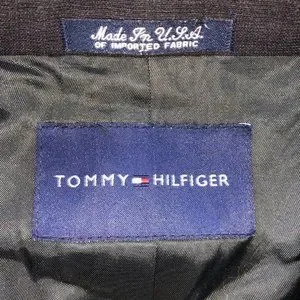 Made In U.S.A.
OF IMPORTED FABRIC
TOMMY HILFIGER